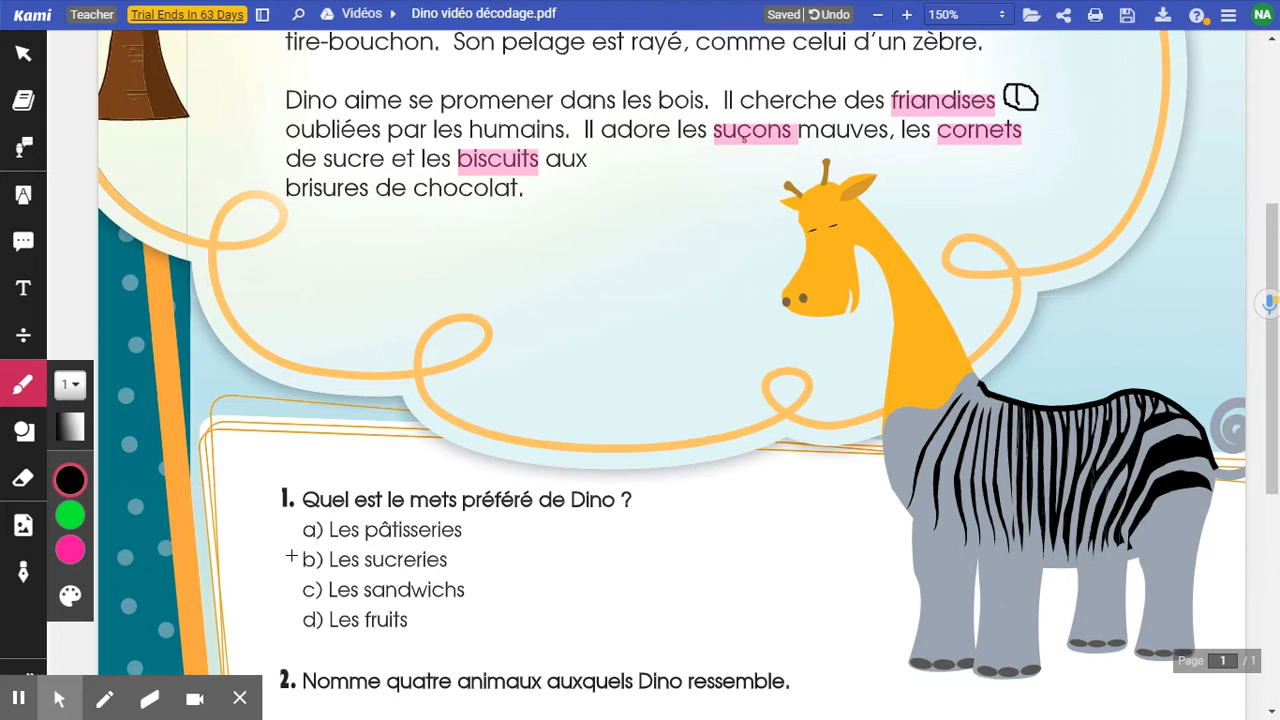 Kami
Teacher
Trial Ends In 63 Days
Vidéos
Dino vidéo décodage.pdf
Saved
Undo
150%
NA
tire-bouchon. Son pelage est rayé, comme celui d'un zèbre.
Dino aime se promener dans les bois. Il cherche des friandises
oubliées par les humains. Il adore les suçons mauves, les cornets
de sucre et les biscuits aux
brisures de chocolat.
1
1. Quel est le mets préféré de Dino ?
a) Les pâtisseries
b) Les sucreries
c) Les sandwichs
d) Les fruits
2. Nomme quatre animaux auxquels Dino ressemble.
Page 1 / 1